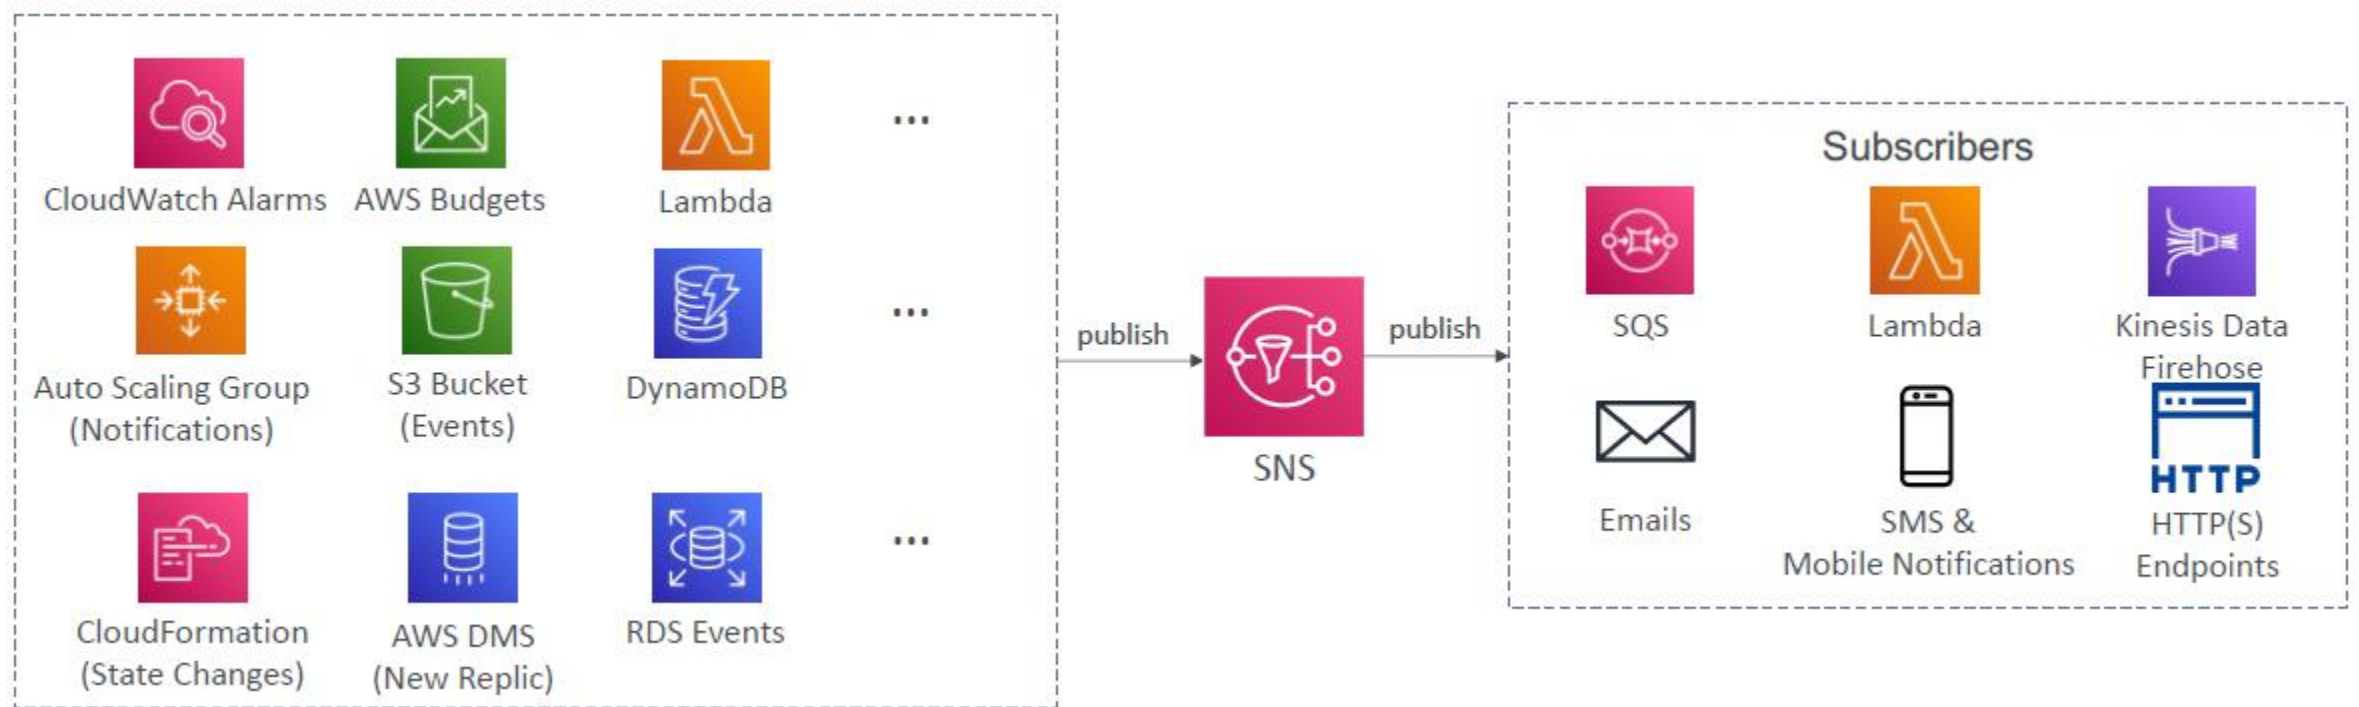 CloudWatch Alarms
AWS Budgets
Lambda
...
Auto Scaling Group
(Notifications)
S3 Bucket
(Events)
DynamoDB
...
CloudFormation
(State Changes)
AWS DMS
(New Replic)
RDS Events
...
publish
SNS
publish
Subscribers
SQS
Lambda
Kinesis Data
Firehose
Emails
SMS &
Mobile Notifications
HTTP
HTTP(S)
Endpoints